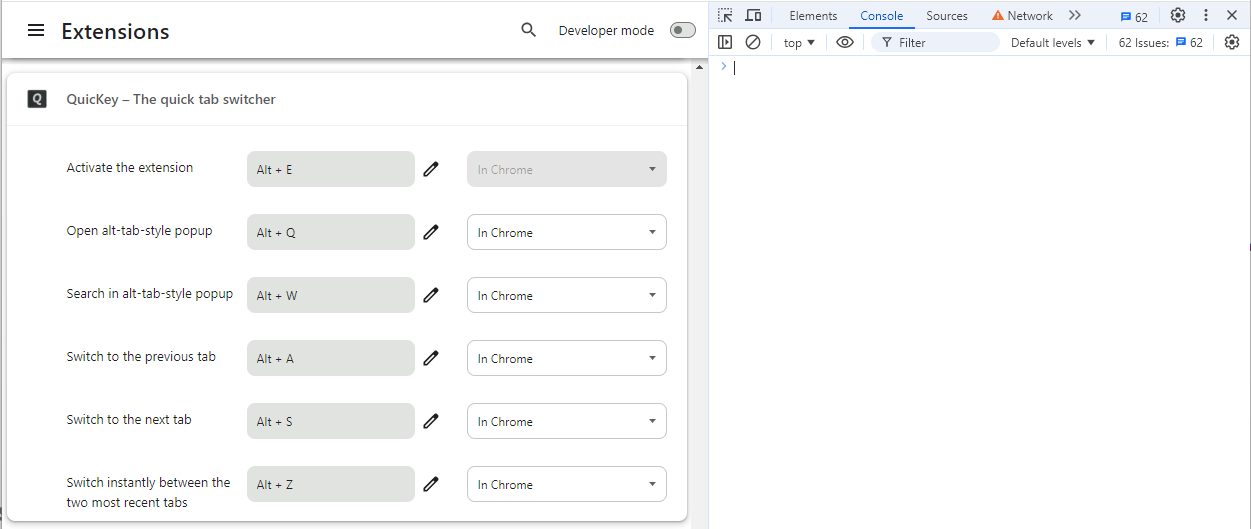 Extensions
Developer mode
Q QuicKey – The quick tab switcher
Activate the extension Alt + E In Chrome
Open alt-tab-style popup Alt + Q In Chrome
Search in alt-tab-style popup Alt + W In Chrome
Switch to the previous tab Alt + A In Chrome
Switch to the next tab Alt + S In Chrome
Switch instantly between the
two most recent tabs
Alt + Z In Chrome
Elements Console Sources Network 62
top Filter Default levels 62 Issues: 62